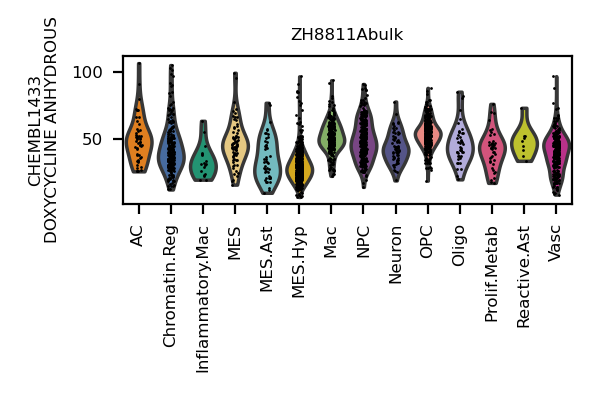 ZH8811Abulk
CHEMBL1433
DOXYCYCLINE ANHYDROUS
100
50
AC
Chromatin.Reg
Inflammatory.Mac
MES
MES.Ast
MES.Hyp
Mac
NPC
Neuron
OPC
Oligo
Prolif.Metab
Reactive.Ast
Vasc